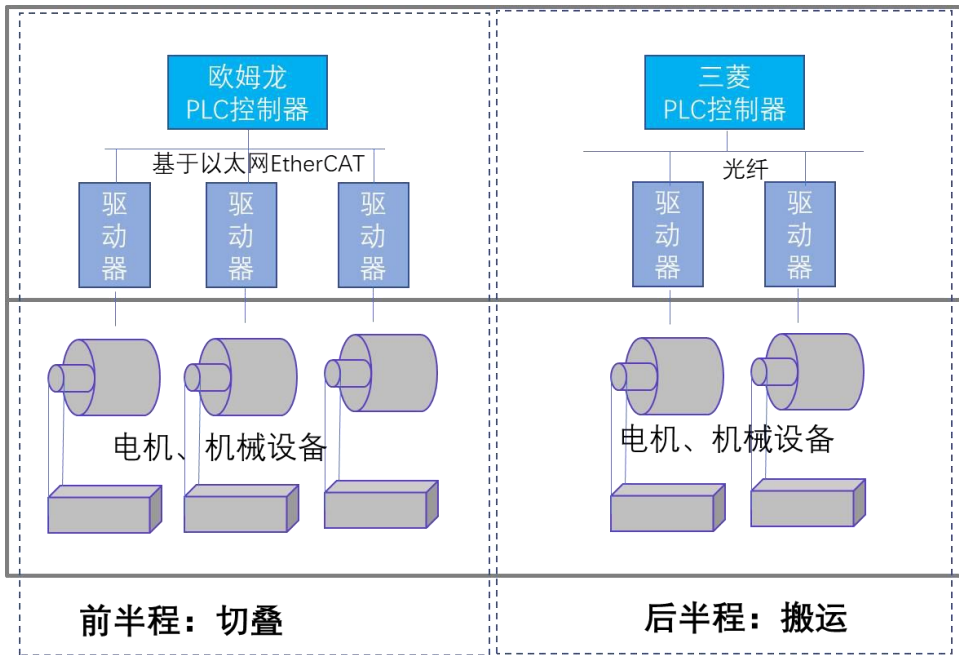 欧姆龙
PLC控制器
三菱
PLC控制器
基于以太网EtherCAT
光纤
驱
动
器
驱
动
器
驱
动
器
驱
动
器
驱
动
器
电机、机械设备
电机、机械设备
前半程：切叠
后半程：搬运